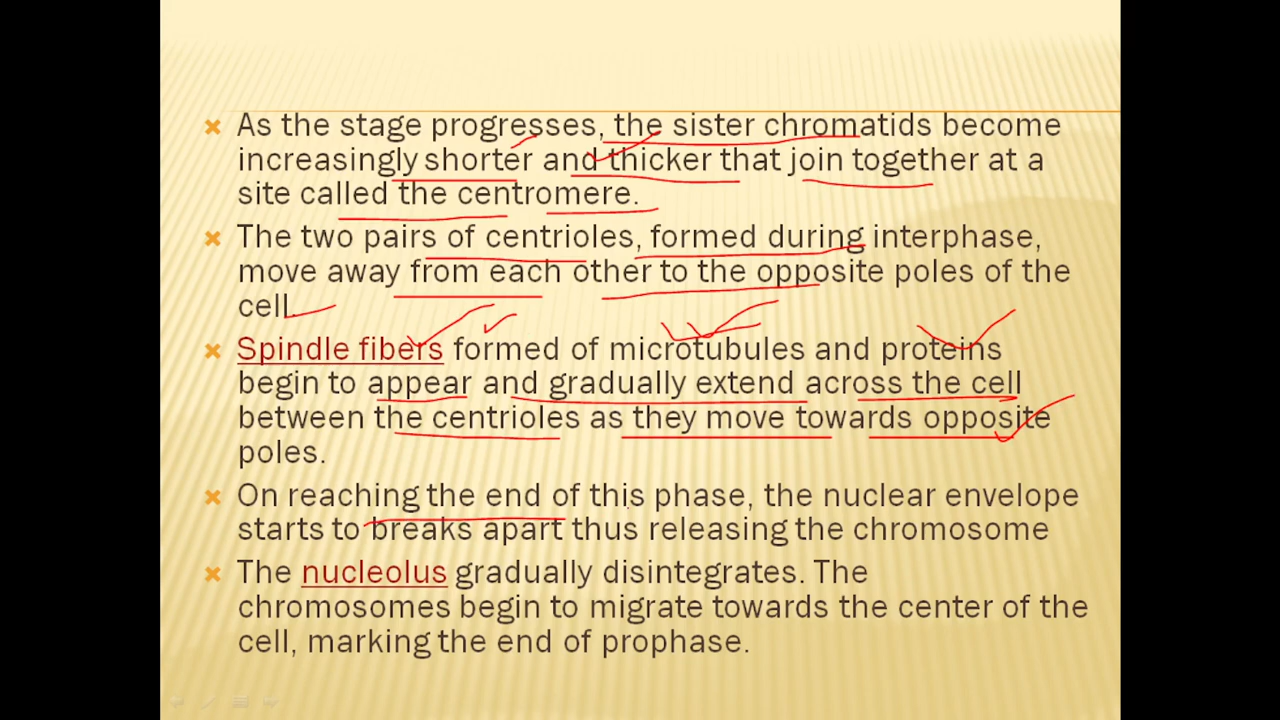 As the stage progresses, the sister chromatids become
increasingly shorter and thicker that join together at a
site called the centromere.
The two pairs of centrioles, formed during interphase,
move away from each other to the opposite poles of the
cell.
Spindle fibers formed of microtubules and proteins
begin to appear and gradually extend across the cell
between the centrioles as they move towards opposite
poles.
On reaching the end of this phase, the nuclear envelope
starts to breaks apart thus releasing the chromosome
The nucleolus gradually disintegrates. The
chromosomes begin to migrate towards the center of the
cell, marking the end of prophase.